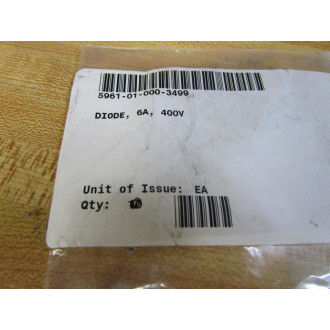 5961-01-000-3499
DIODE, 6A, 400V
Unit of Issue: EA
Qty: